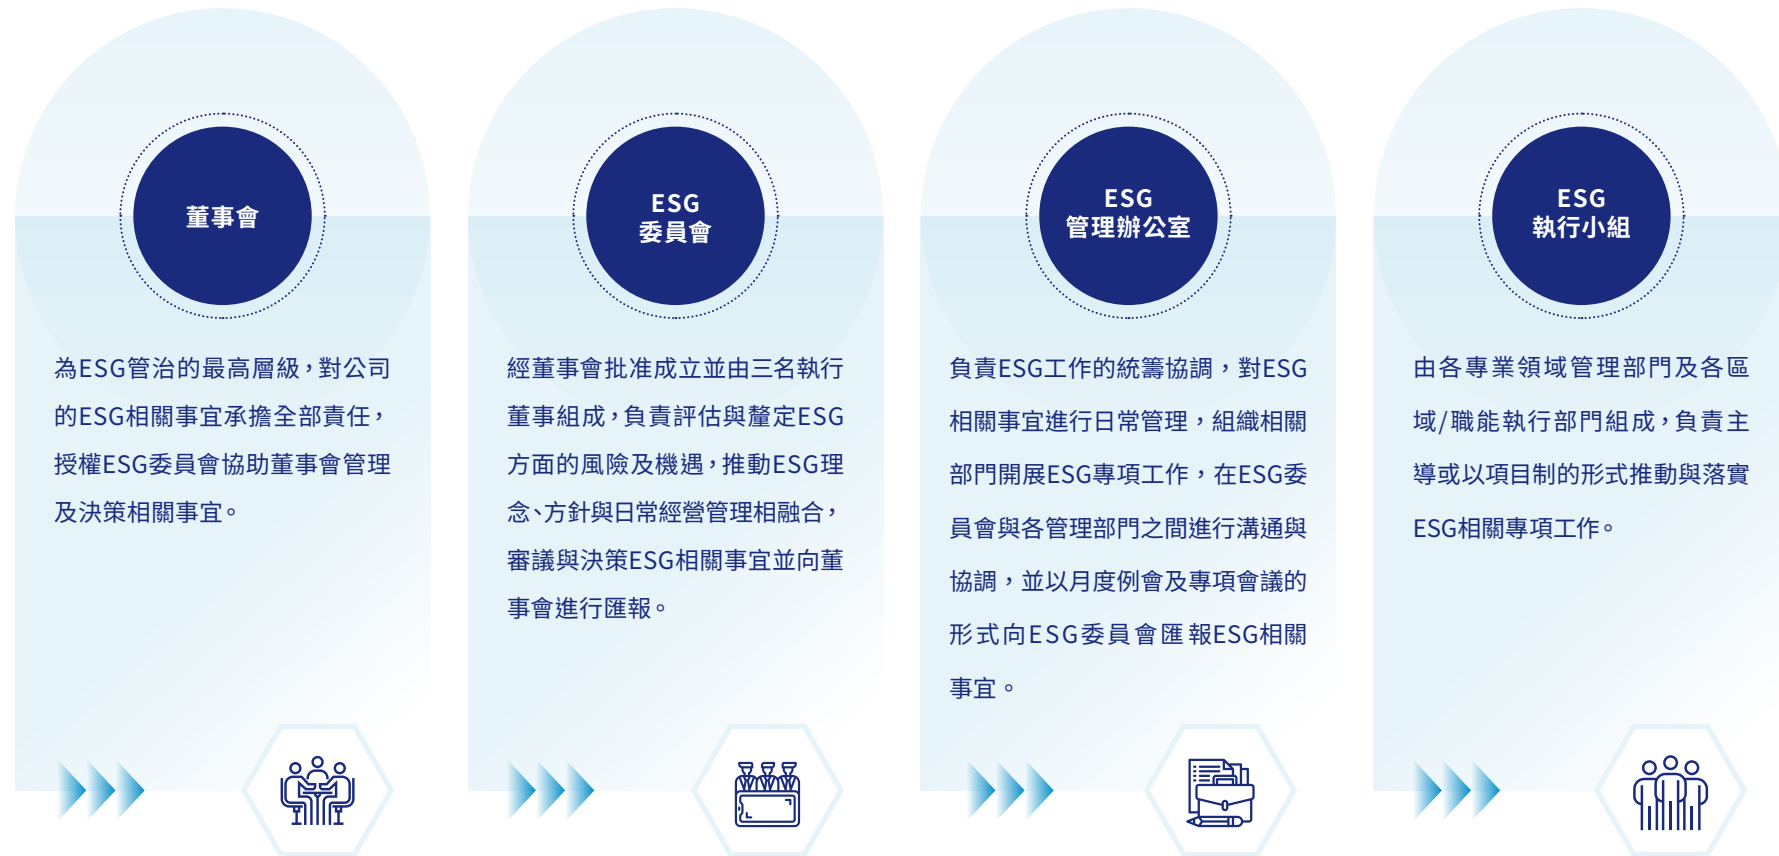 董事會
為ESG管治的最高層級，對公司
的ESG相關事宜承擔全部責任，
授權ESG委員會協助董事會管理
及決策相關事宜。
ESG
委員會
經董事會批准成立並由三名執行
董事組成，負責評估與釐定ESG
方面的風險及機遇，推動ESG理
念、方針與日常經營管理相融合，
審議與決策ESG相關事宜並向董
事會進行匯報。
ESG
管理辦公室
負責ESG工作的統籌協調，對ESG
相關事宜進行日常管理，組織相關
部門開展ESG專項工作，在ESG委
員會與各管理部門之間進行溝通與
協調，並以月度例會及專項會議的
形式向ESG委員會匯報ESG相關
事宜。
ESG
執行小組
由各專業領域管理部門及各區
域/職能執行部門組成，負責主
導或以項目制的形式推動與落實
ESG相關專項工作。